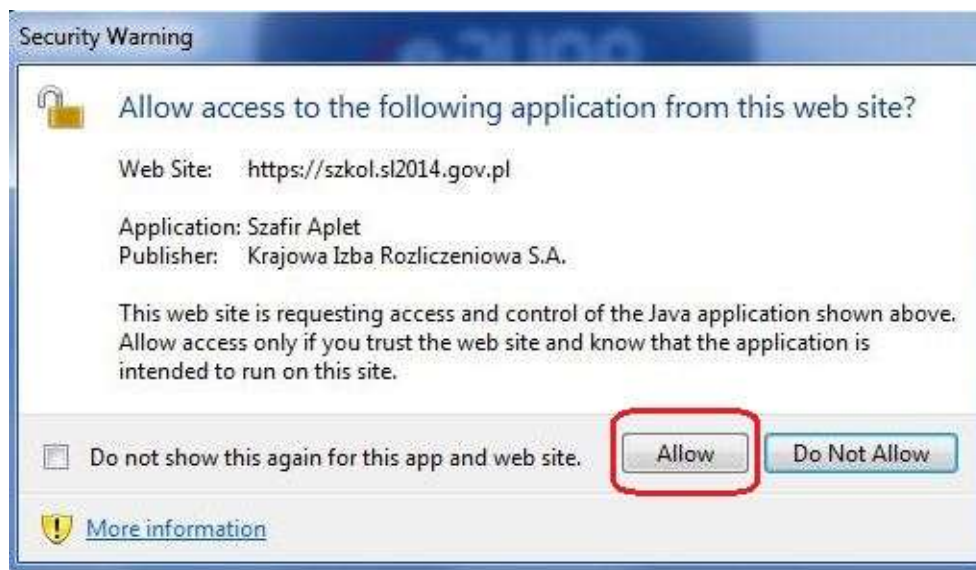 Security Warning
Allow access to the following application from this web site?
Web Site: https://szkol.sl2014.gov.pl
Application: Szafir Aplet
Publisher: Krajowa Izba Rozliczeniowa S.A.
This web site is requesting access and control of the Java application shown above.
Allow access only if you trust the web site and know that the application is
intended to run on this site.
Do not show this again for this app and web site. Allow Do Not Allow
More information